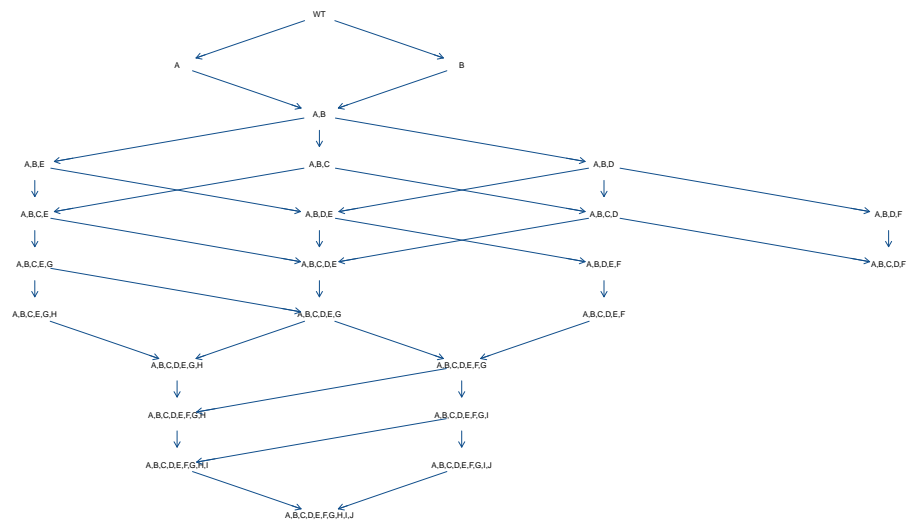 WT
A
B
A,B
A,B,E
A,B,C
A,B,D
A,B,C,E
A,B,D,E
A,B,C,D
A,B,D,F
A,B,C,E,G
A,B,C,D,E
A,B,D,E,F
A,B,C,D,F
A,B,C,E,G,H
A,B,C,D,E,G
A,B,C,D,E,F
A,B,C,D,E,G,H
A,B,C,D,E,F,G
A,B,C,D,E,F,G,H
A,B,C,D,E,F,G,I
A,B,C,D,E,F,G,H,I
A,B,C,D,E,F,G,I,J
A,B,C,D,E,F,G,H,I,J